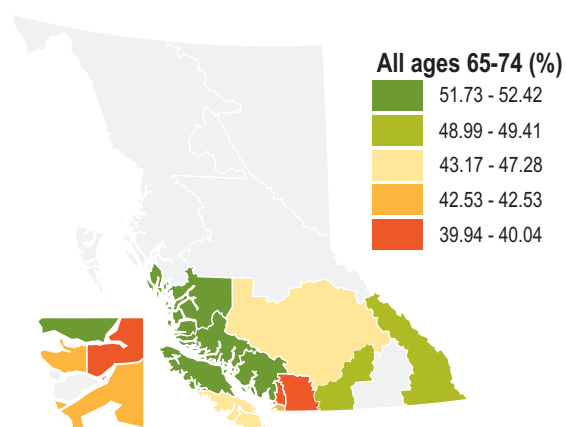 All ages 65-74 (%)
51.73 - 52.42
48.99 - 49.41
43.17 - 47.28
42.53 - 42.53
39.94 - 40.04